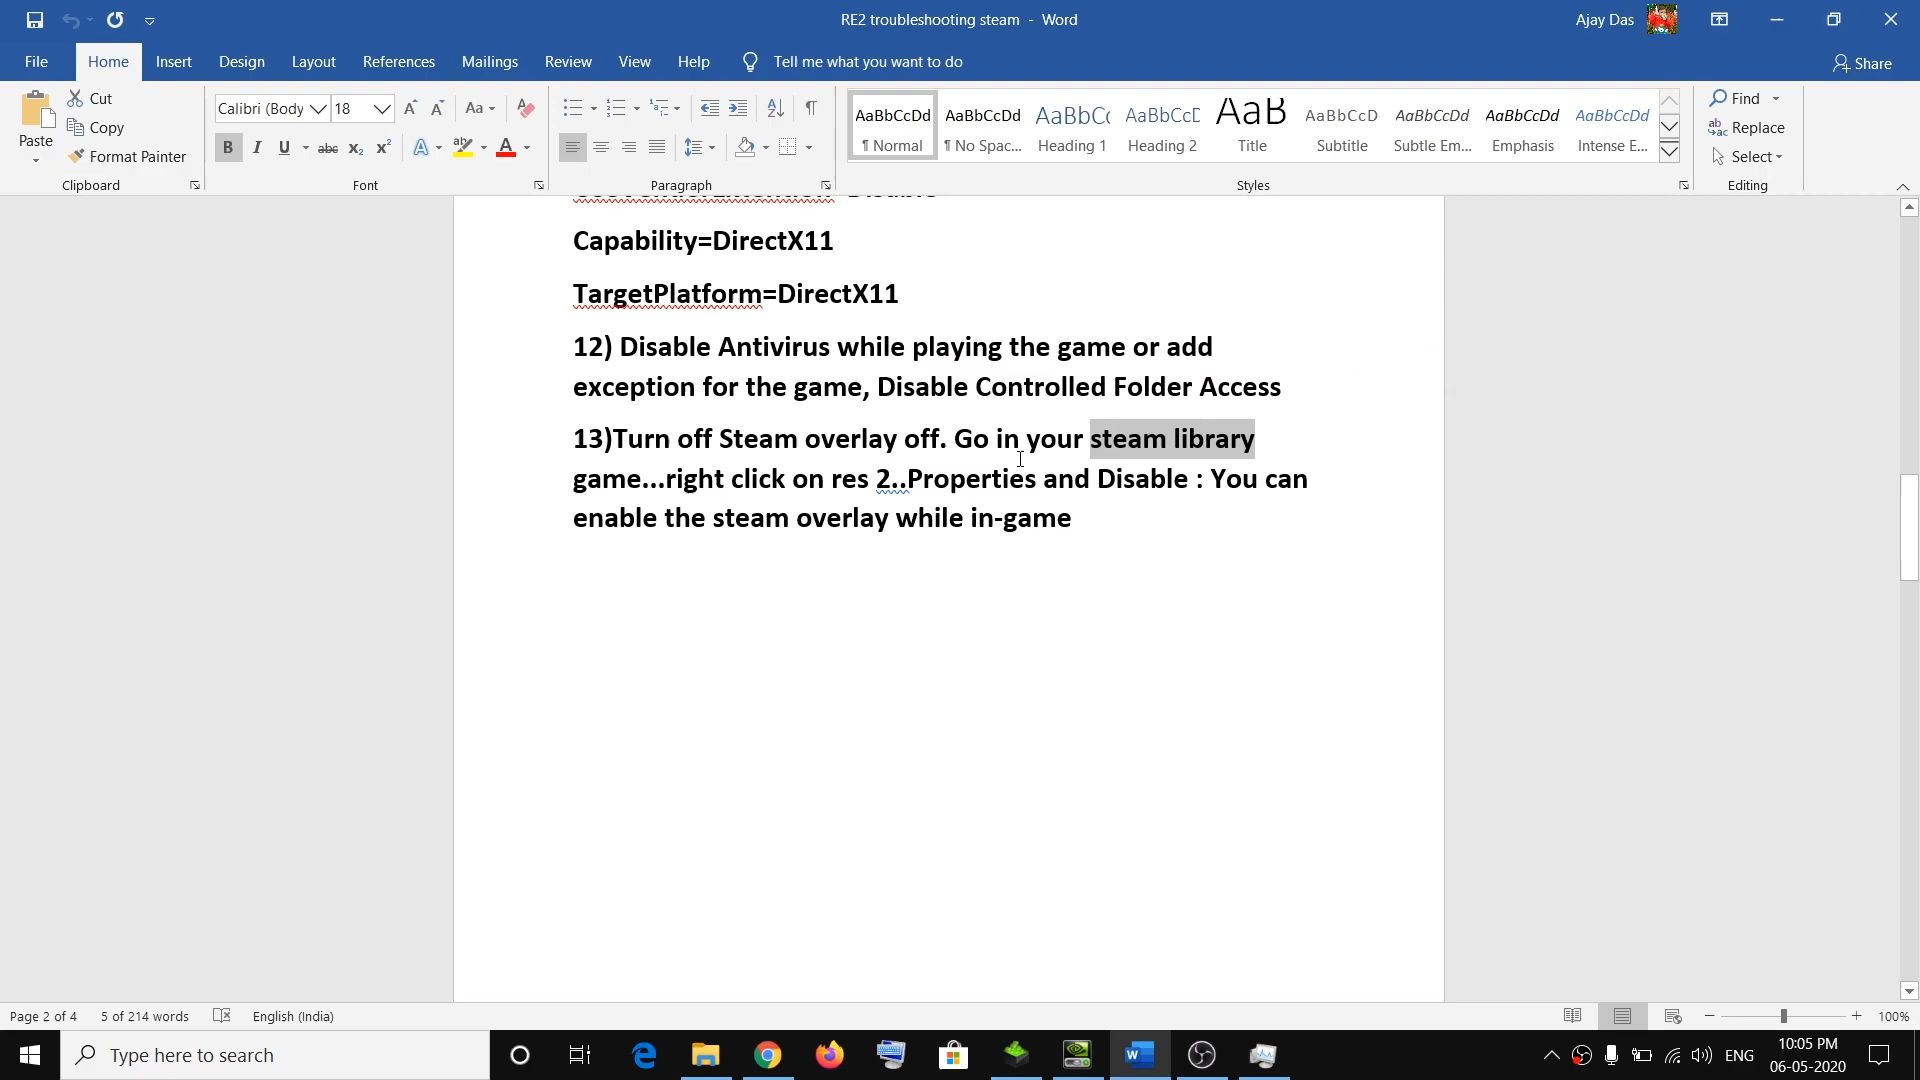 RE2 troubleshooting steam - Word
Ajay Das
File
Home
Insert
Design
Layout
References
Mailings
Review
View
Help
Tell me what you want to do
Share
Paste
Cut
Copy
Format Painter
Clipboard
Calibri (Body
18
Font
Paragraph
AaBbCcDd
¶ Normal
AaBbCcDd
¶ No Spac...
AaBbCc
Heading 1
AaBbCcD
Heading 2
AaB
Title
AaBbCcD
Subtitle
AaBbCcDd
Subtle Em...
AaBbCcDd
Emphasis
AaBbCcDd
Intense E...
Styles
Find
Replace
Select
Editing
Capability=DirectX11
TargetPlatform=DirectX11
12) Disable Antivirus while playing the game or add
exception for the game, Disable Controlled Folder Access
13)Turn off Steam overlay off. Go in your steam library
game...right click on res 2..Properties and Disable : You can
enable the steam overlay while in-game
Page 2 of 4
5 of 214 words
English (India)
100%
Type here to search
ENG
10:05 PM
06-05-2020